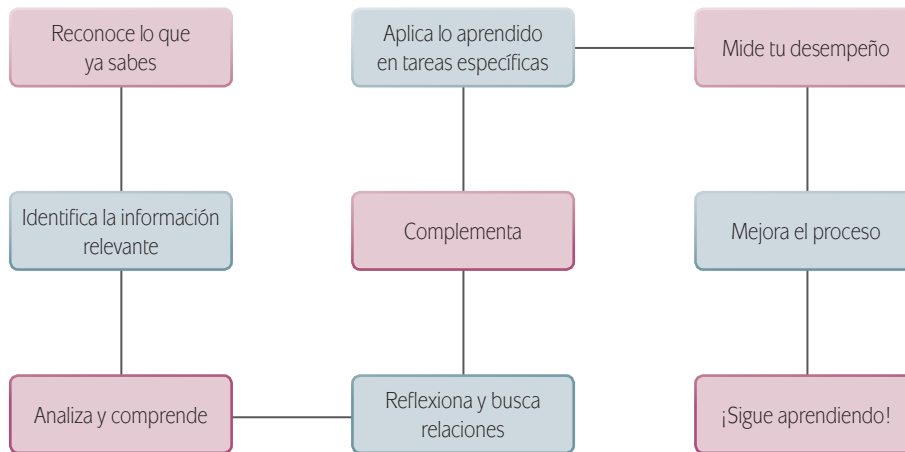 Reconoce lo que
ya sabes
Identifica la información
relevante
Analiza y comprende
Reflexiona y busca
relaciones
Complementa
Aplica lo aprendido
en tareas específicas
Mide tu desempeño
Mejora el proceso
¡Sigue aprendiendo!